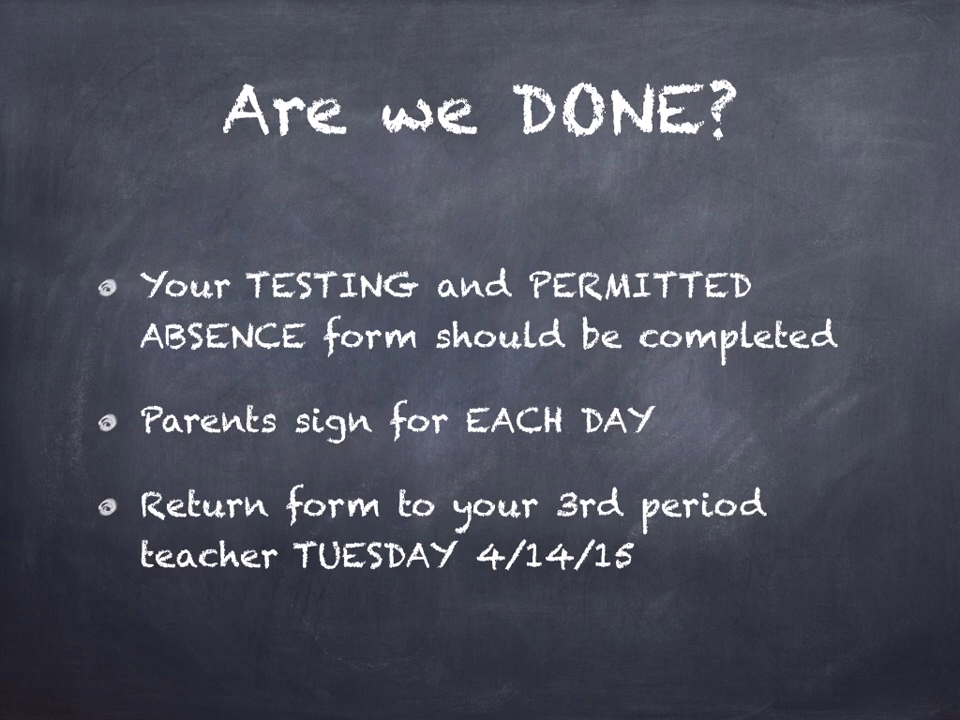 Are we DONE?
Your TESTING and PERMITTED
ABSENCE form should be completed
Parents sign for EACH DAY
Return form to your 3rd period
teacher TUESDAY 4/14/15